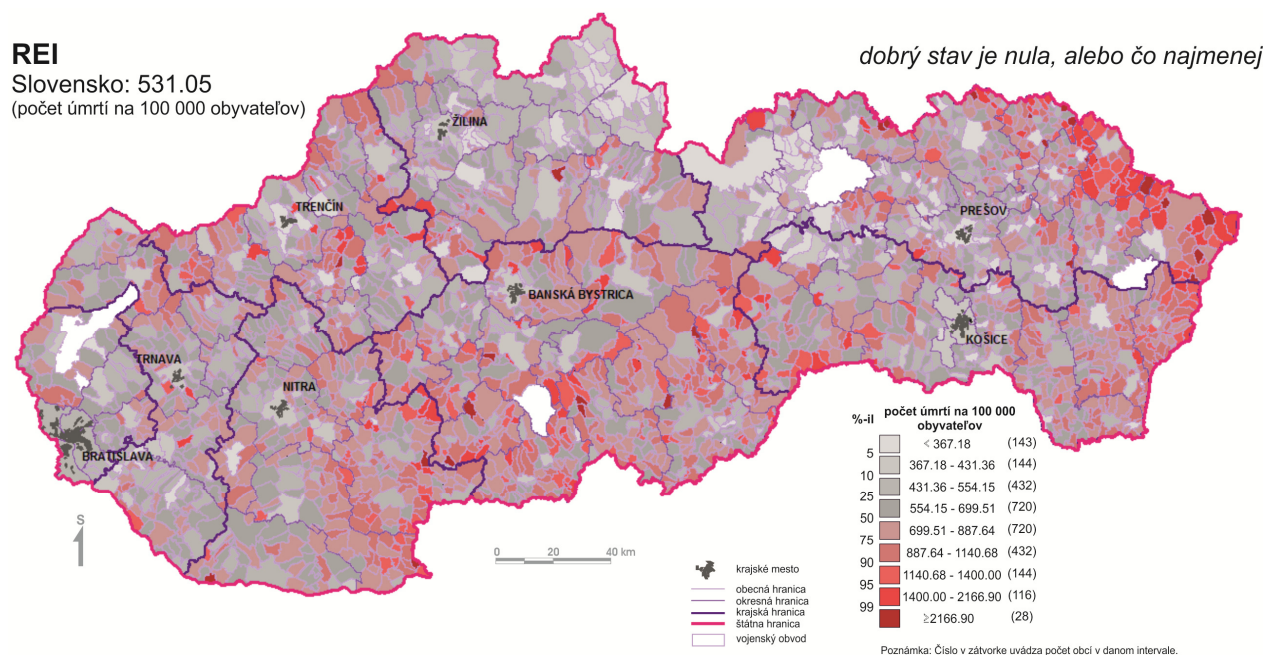 REI
Slovensko: 531.05
(počet úmrtí na 100 000 obyvateľov)
dobrý stav je nula, alebo čo najmenej
ŽILINA
TRENČÍN
PREŠOV
BANSKÁ BYSTRICA
KOŠICE
TRNAVA
NITRA
BRATISLAVA
S
0 20 40 km
krajské mesto
obecná hranica
okresná hranica
krajská hranica
štátna hranica
vojenský obvod
%-il
počet úmrtí na 100 000
obyvateľov
< 367.18 (143)
5
367.18 - 431.36 (144)
10
431.36 - 554.15 (432)
25
554.15 - 699.51 (720)
50
699.51 - 887.64 (720)
75
887.64 - 1140.68 (432)
90
1140.68 - 1400.00 (144)
95
1400.00 - 2166.90 (116)
99
≧2166.90 (28)
Poznámka: Číslo v zátvorke uvádza počet obcí v danom intervale.